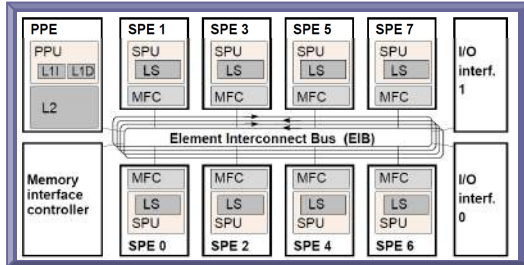 PPE
PPU
L1I L1D
L2
SPE 1
SPU
LS
MFC
SPE 3
SPU
LS
MFC
SPE 5
SPU
LS
MFC
SPE 7
SPU
LS
MFC
I/O
interf.
1
Element Interconnect Bus (EIB)
Memory
interface
controller
MFC
LS
SPU
SPE 0
MFC
LS
SPU
SPE 2
MFC
LS
SPU
SPE 4
MFC
LS
SPU
SPE 6
I/O
interf.
0